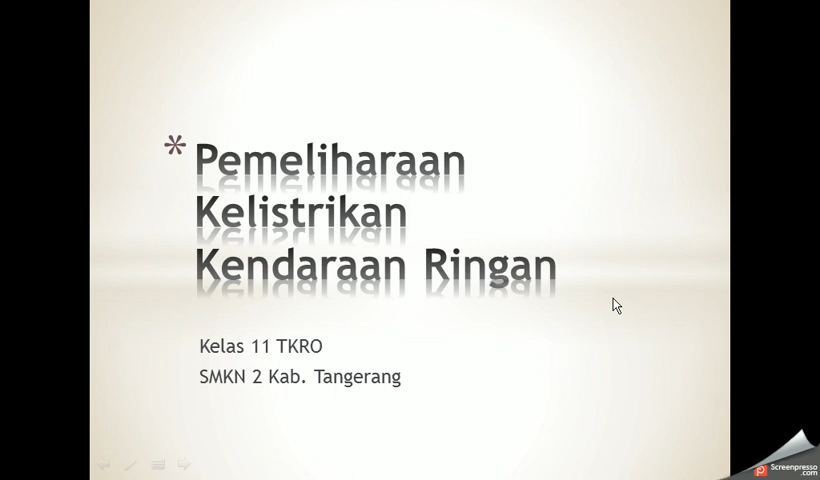 * Pemeliharaan
Kelistrikan
Kendaraan Ringan
Kelas 11 TKRO
SMKN 2 Kab. Tangerang
Screenpresso
.com